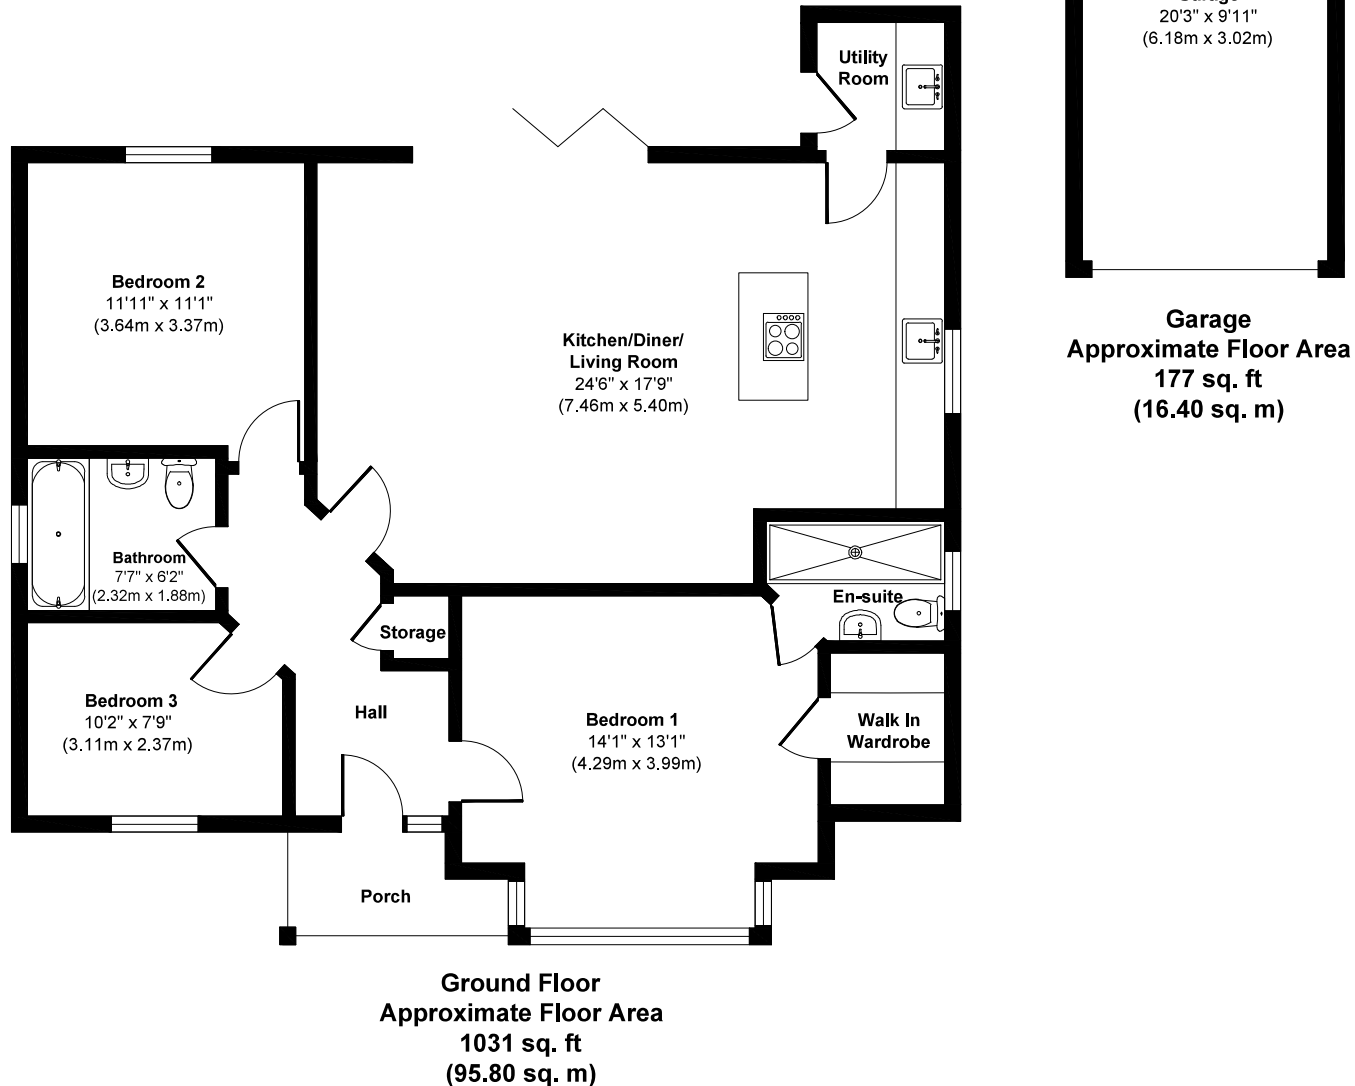 Utility
Room
Garage
20'3" x 9'11"
(6.18m x 3.02m)
Bedroom 2
11'11" x 11'1"
(3.64m x 3.37m)
Kitchen/Diner/
Living Room
24'6" x 17'9"
(7.46m x 5.40m)
Garage
Approximate Floor Area
177 sq. ft
(16.40 sq. m)
Bathroom
7'7" x 6'2"
(2.32m x 1.88m)
En-suite
Storage
Bedroom 3
10'2" x 7'9"
(3.11m x 2.37m)
Hall
Bedroom 1
14'1" x 13'1"
(4.29m x 3.99m)
Walk In
Wardrobe
Porch
Ground Floor
Approximate Floor Area
1031 sq. ft
(95.80 sq. m)